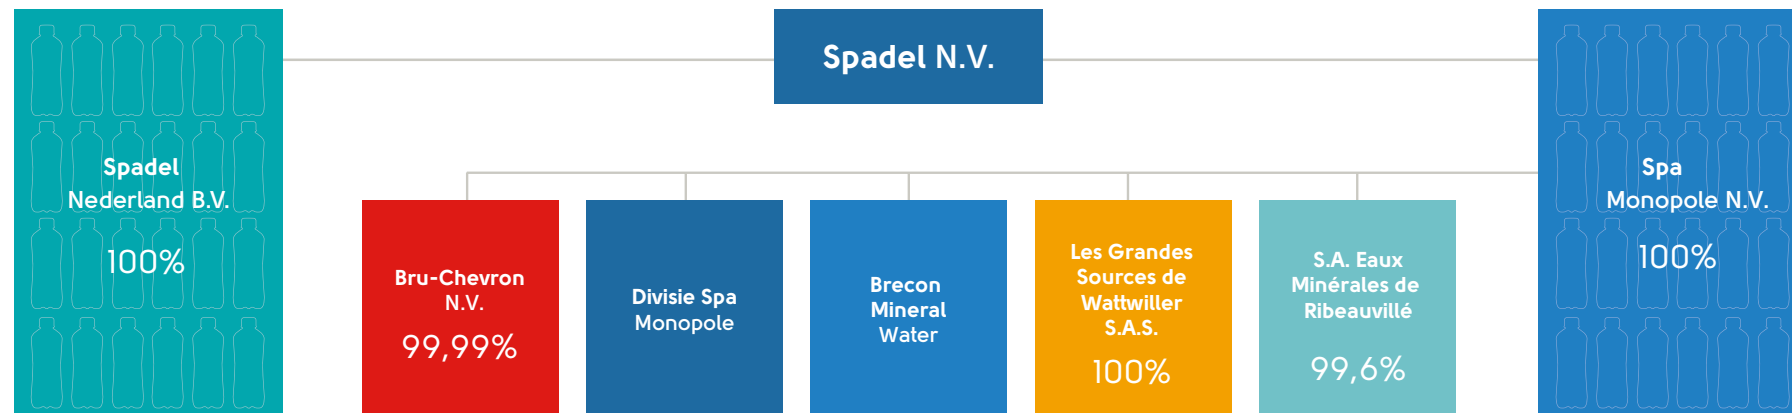 Spadel N.V.
Spadel
Nederland B.V.
100%
Bru-Chevron
N.V.
99,99%
Divisie Spa
Monopole
Brecon
Mineral
Water
Les Grandes
Sources de
Wattwiller
S.A.S.
100%
S.A. Eaux
Minérales de
Ribeauvillé
99,6%
Spa
Monopole N.V.
100%